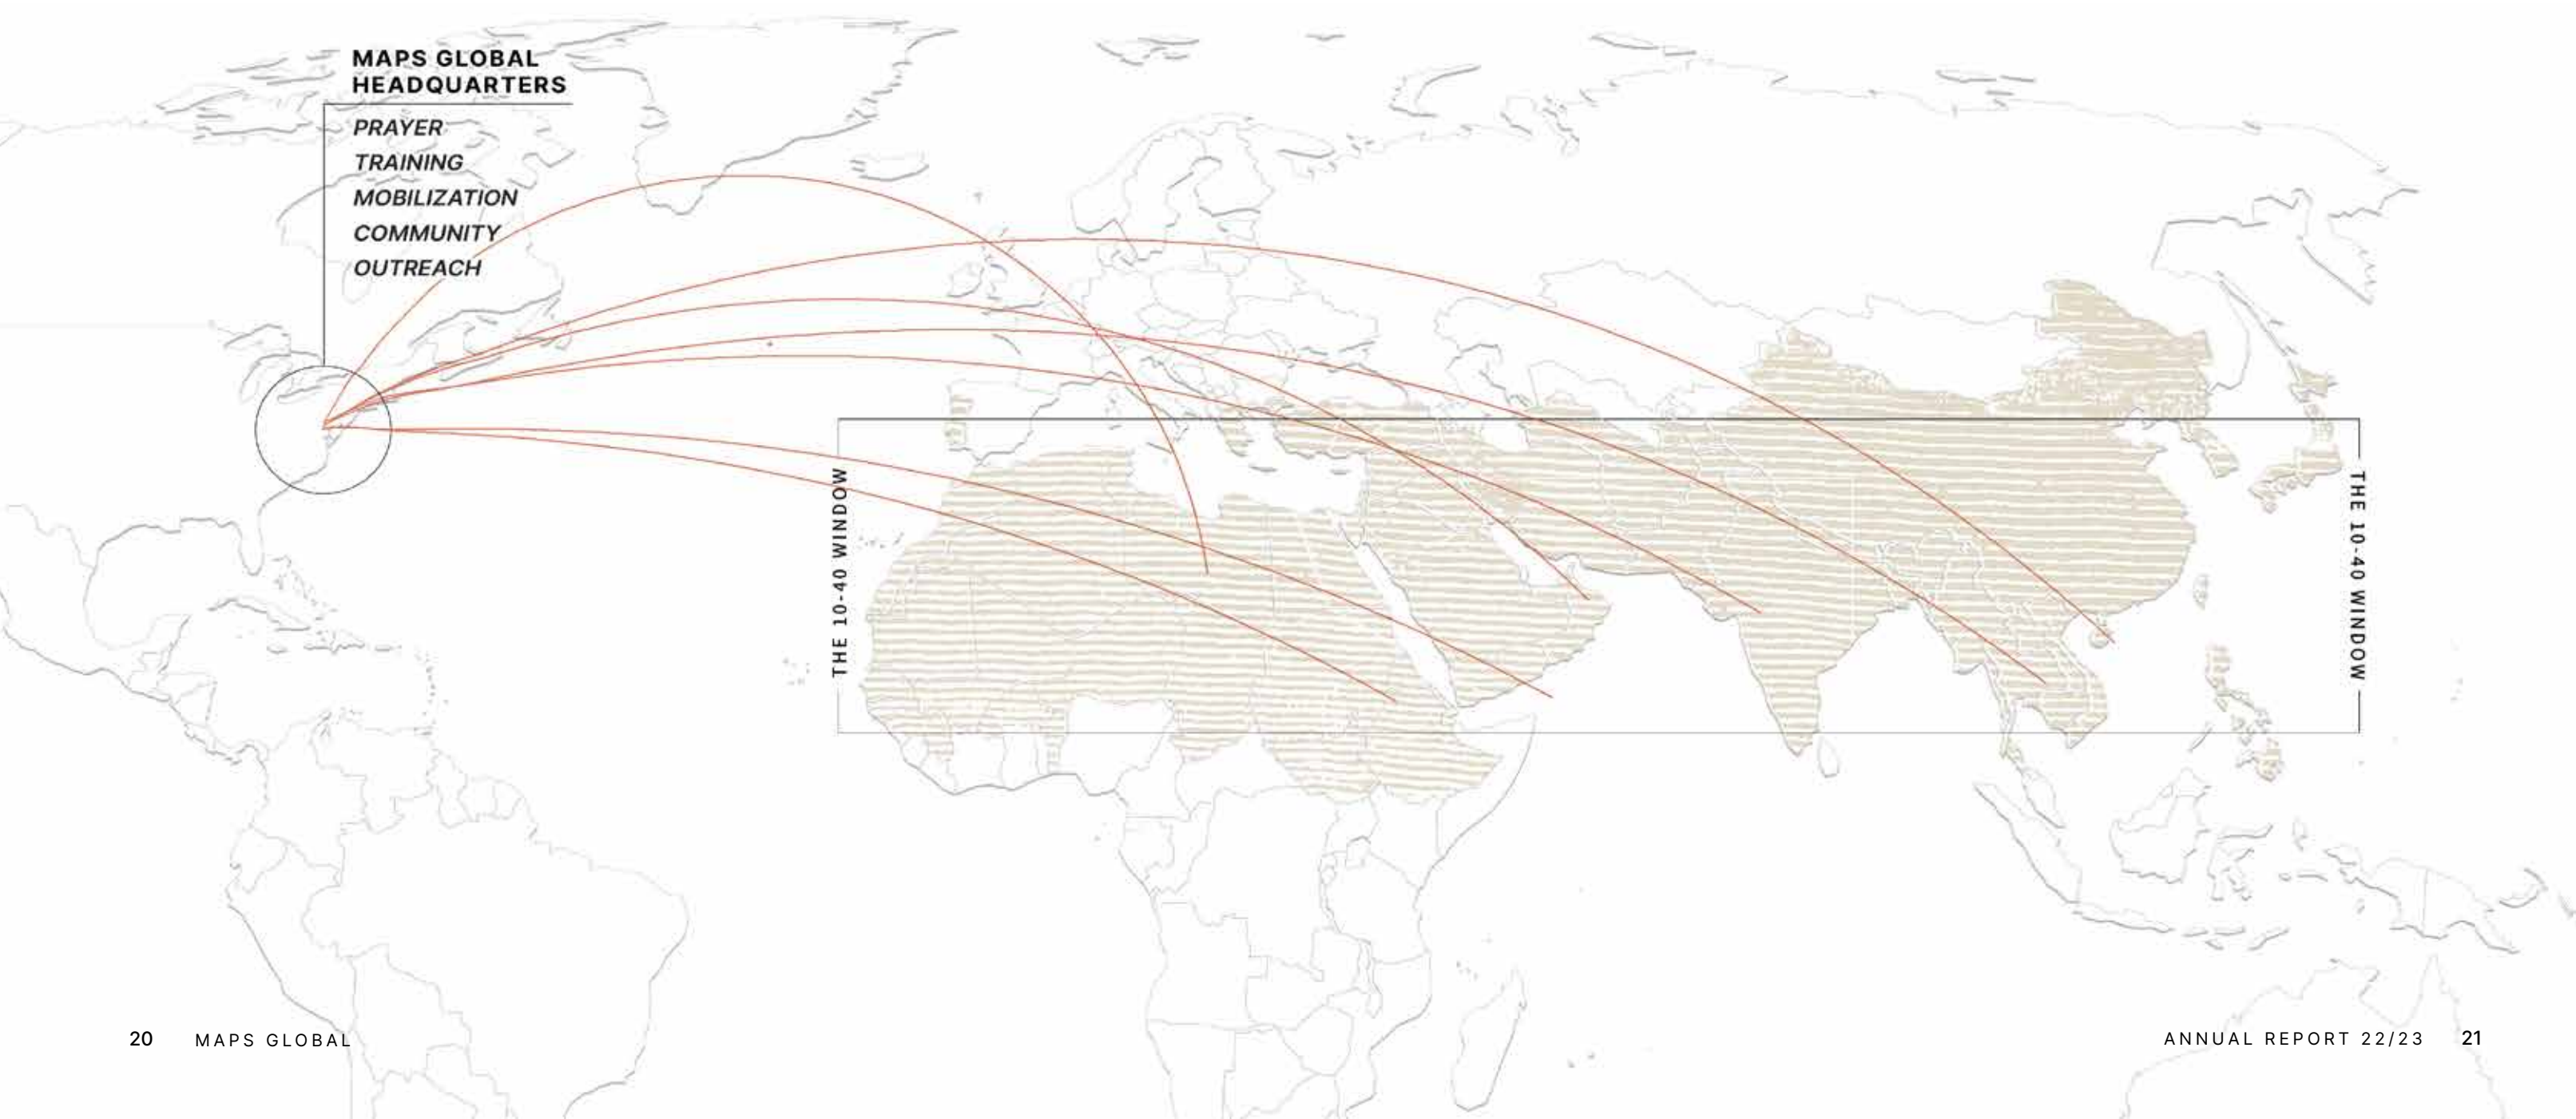 MAPS GLOBAL
HEADQUARTERS
PRAYER
TRAINING
MOBILIZATION
COMMUNITY
OUTREACH
THE 10-40 WINDOW
THE 10-40 WINDOW
20 MAPS GLOBAL
ANNUAL REPORT 22/23 21